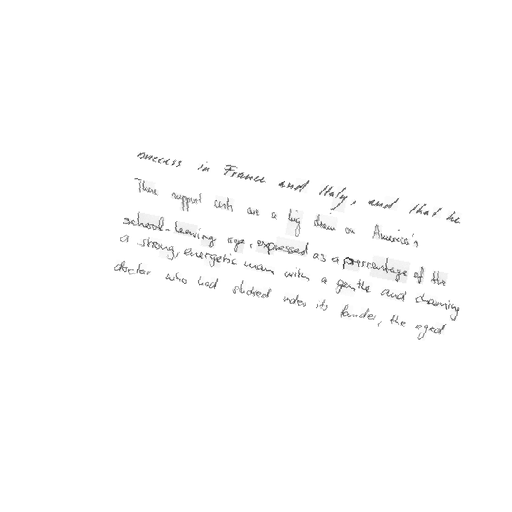 success in France and Italy, and that he
These support costs are a big drain on America's
school-leaving age, expressed as a percentage of the
a strong, energetic man with a gentle and charming
doctor who had studied under its founder, the aged